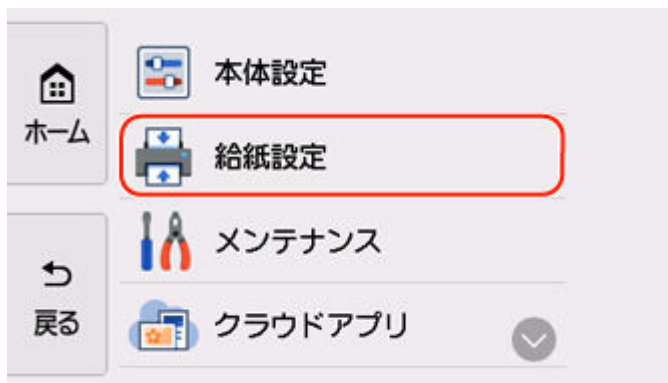 ホーム
戻る
本体設定
給紙設定
メンテナンス
クラウドアプリ